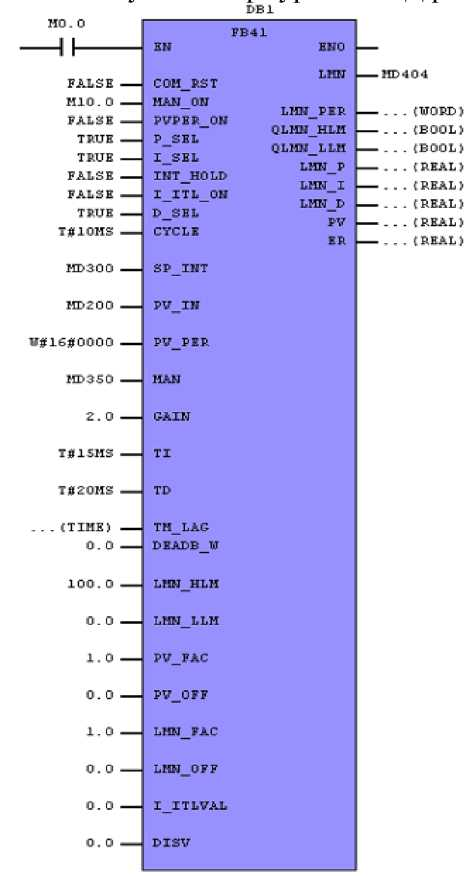 DB1
M0.0
FB41
EN ENO
LMN MD404
FALSE COM_RST
M10.0 MAN_ON
LMN_PER ...(WORD)
FALSE PVPER_ON
QLMN_HLM ...(BOOL)
TRUE P_SEL
QLMN_LLM ...(BOOL)
TRUE I_SEL
LMN_P ...(REAL)
FALSE INT_HOLD
LMN_I ...(REAL)
FALSE I_ITL_ON
LMN_D ...(REAL)
TRUE D_SEL
PV ...(REAL)
T#10MS CYCLE
ER ...(REAL)
MD300 SP_INT
MD200 PV_IN
W#16#0000 PV_PER
MD350 MAN
2.0 GAIN
T#15MS TI
T#20MS TD
...(TIME) TM_LAG
0.0 DEADB_W
100.0 LMN_HLM
0.0 LMN_LLM
1.0 PV_FAC
0.0 PV_OFF
1.0 LMN_FAC
0.0 LMN_OFF
0.0 I_ITLVAL
0.0 DISV